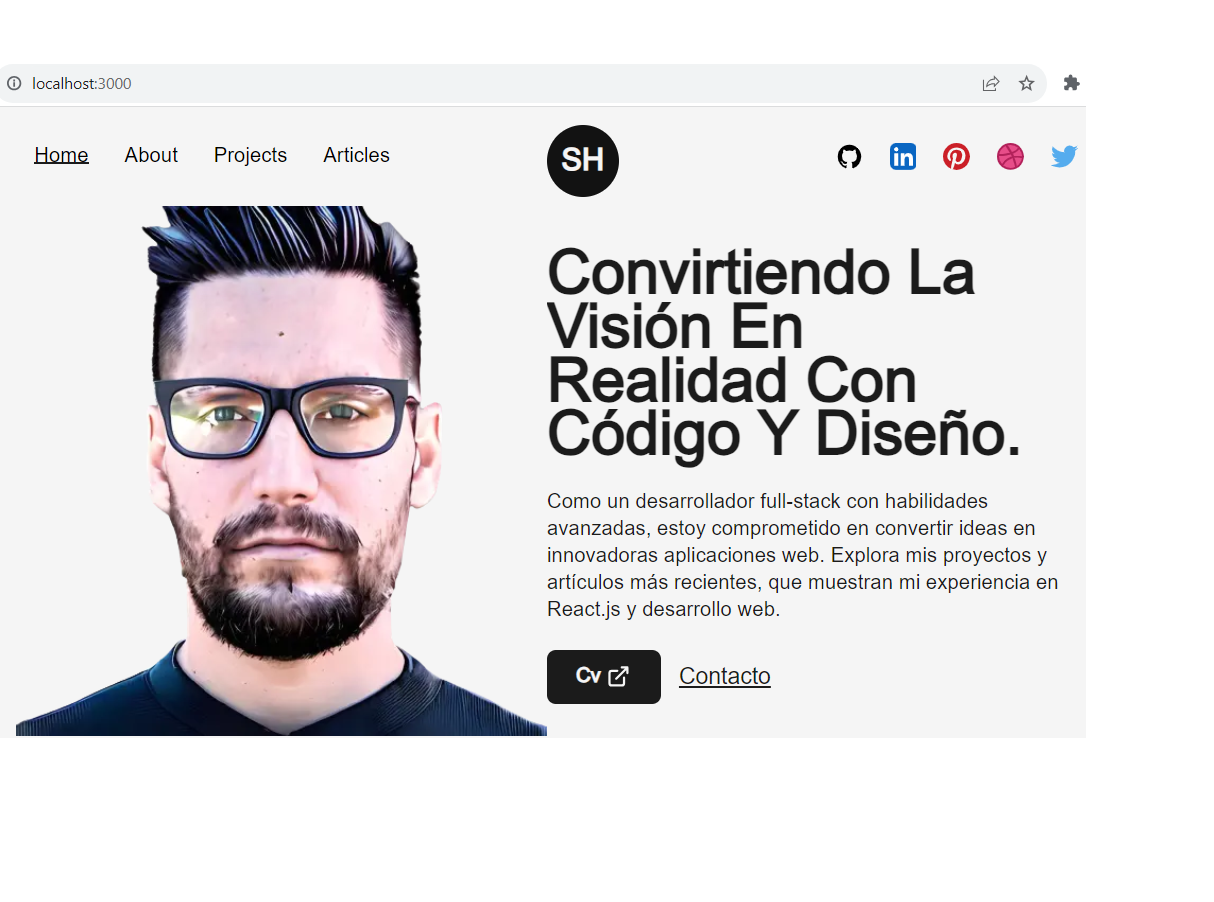 localhost:3000
Home About Projects Articles SH
Convirtiendo La
Visión En
Realidad Con
Código Y Diseño.
Como un desarrollador full-stack con habilidades
avanzadas, estoy comprometido en convertir ideas en
innovadoras aplicaciones web. Explora mis proyectos y
artículos más recientes, que muestran mi experiencia en
React.js y desarrollo web.
Cv Contacto